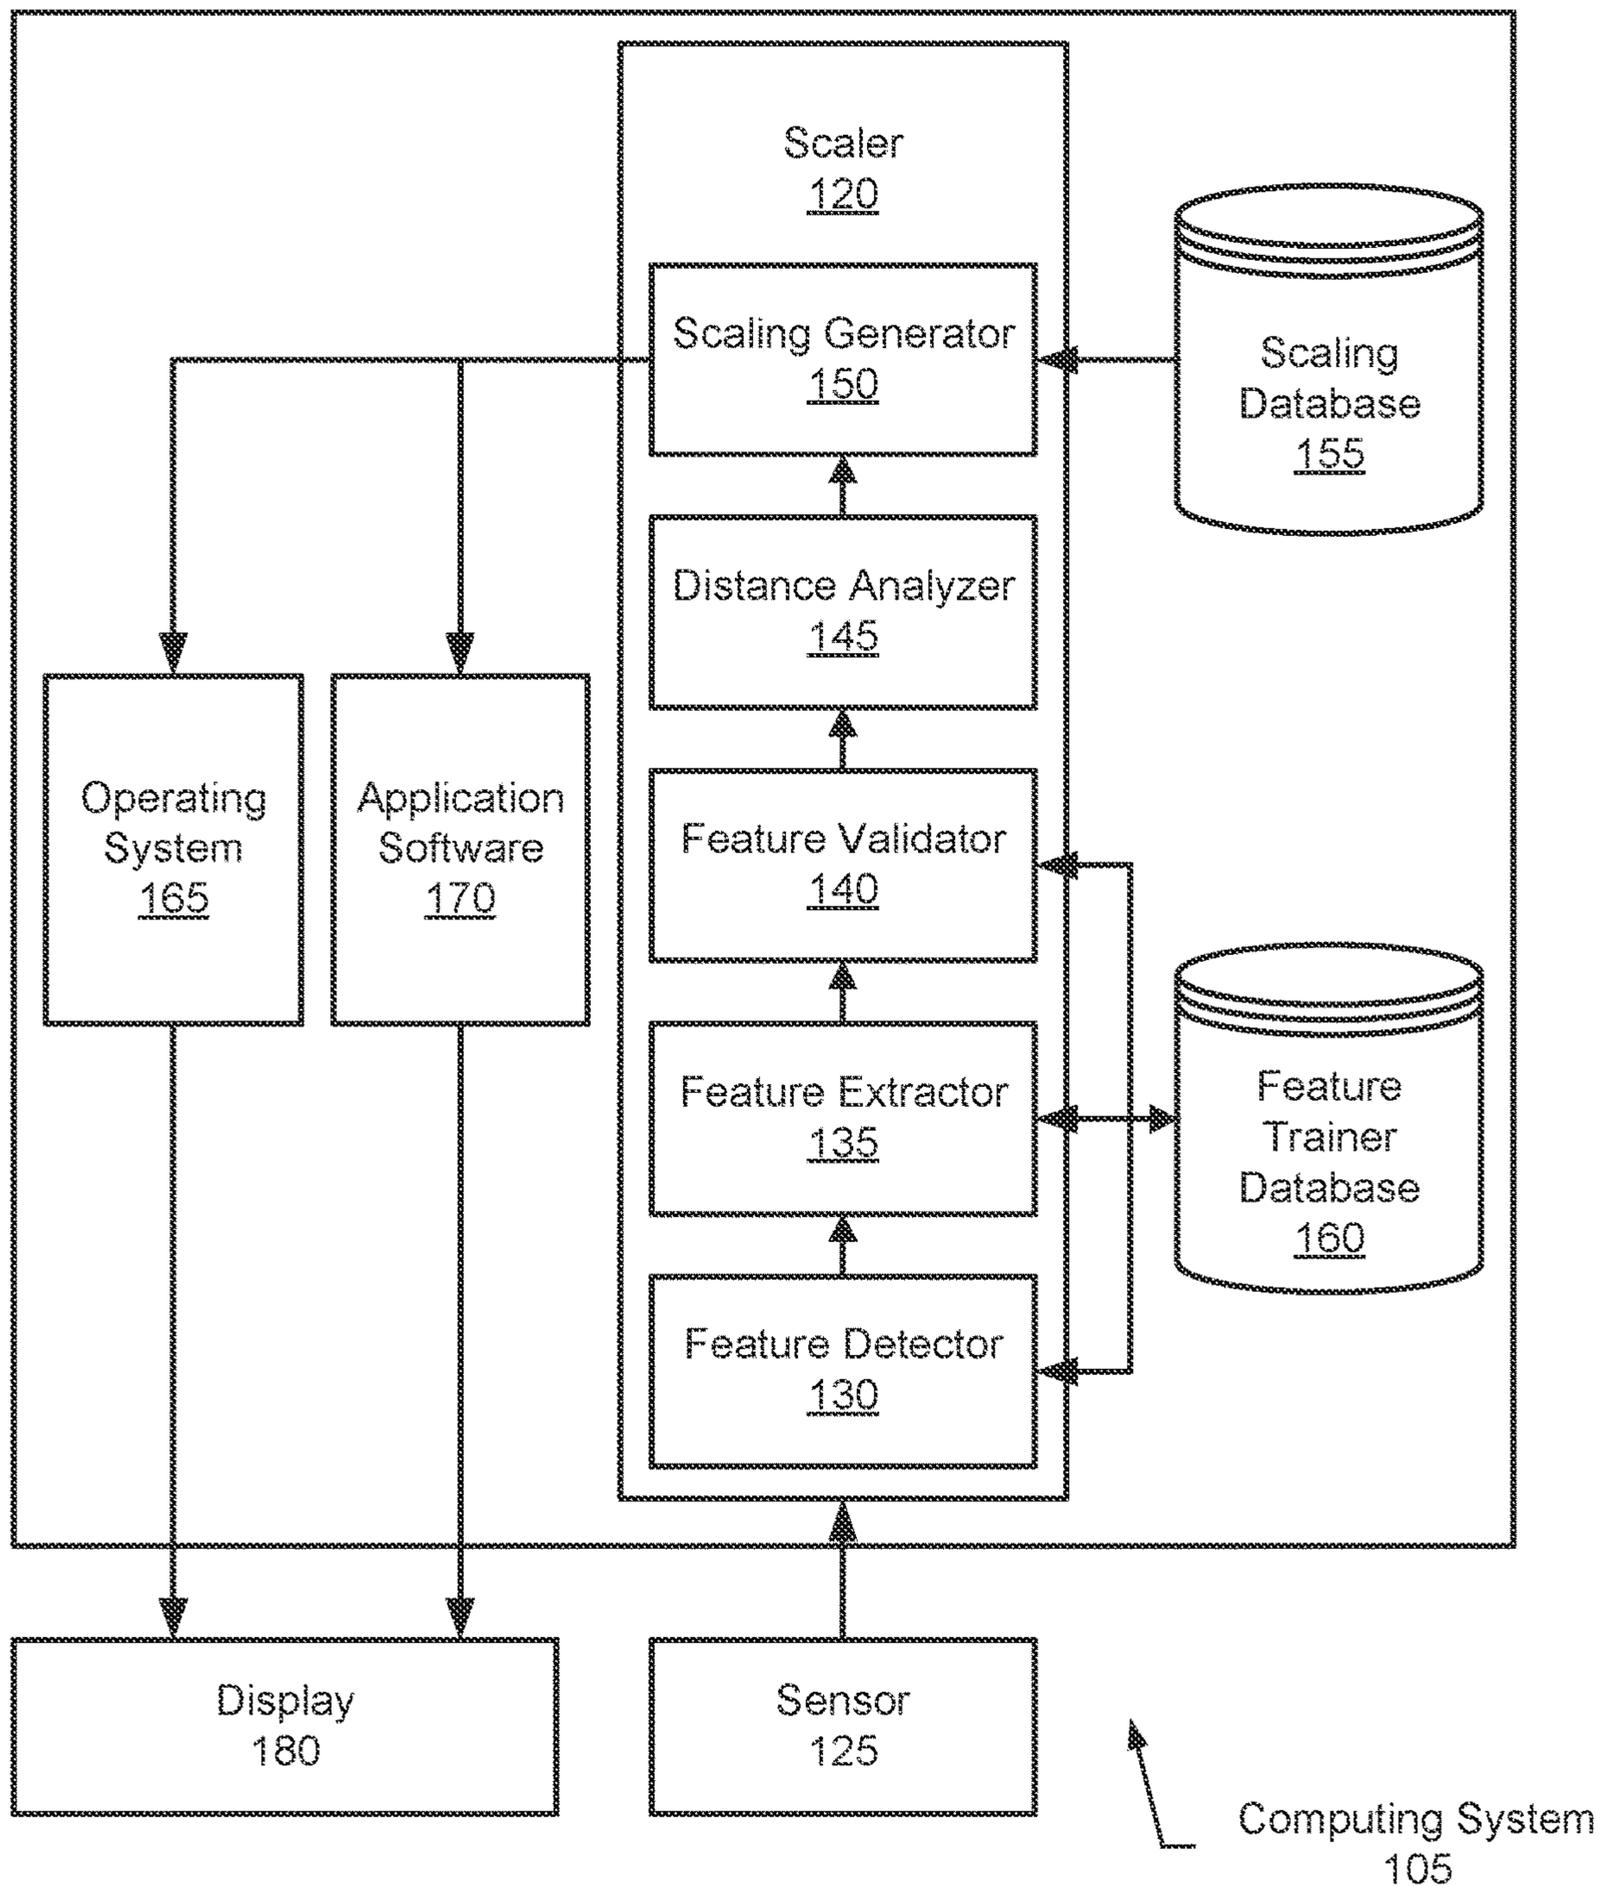 Scaler
120
Scaling Generator
150
Scaling
Database
155
Distance Analyzer
145
Operating
System
165
Application
Software
170
Feature Validator
140
Feature Extractor
135
Feature
Trainer
Database
160
Feature Detector
130
Display
180
Sensor
125
Computing System
105